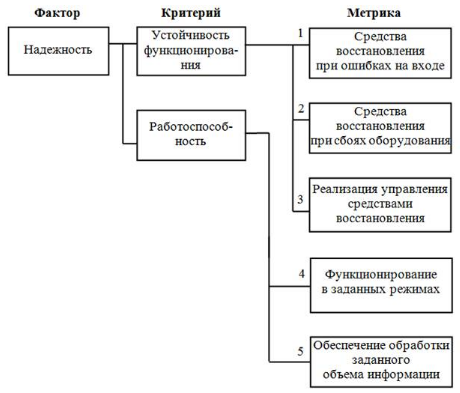 Фактор
Критерий
Метрика
Надежность
Устойчивость
функционирова-
ния
Работоспособ-
ность
1
Средства
восстановления
при ошибках на входе
2
Средства
восстановления
при сбоях оборудования
3
Реализация управления
средствами
восстановления
4
Функционирование
в заданных режимах
5
Обеспечение обработки
заданного
объема информации